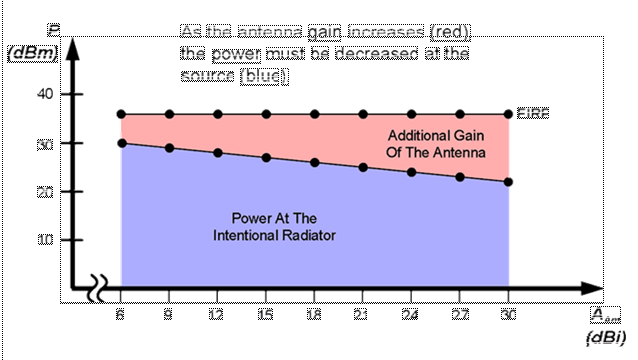 As the antenna gain increases (red)
the power must be decreased at the
source (blue)
P
(dBm)
40
30
20
10
EIRP
Additional Gain
Of The Antenna
Power At The
Intentional Radiator
6 9 12 15 18 21 24 27 30
(dBi)